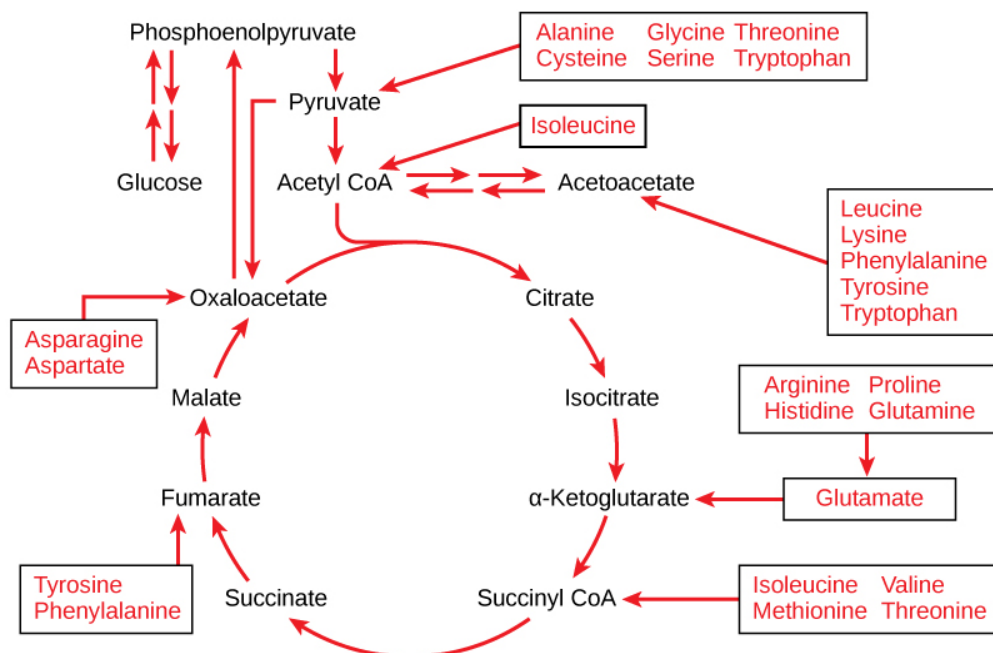 Phosphoenolpyruvate
Alanine Glycine Threonine
Cysteine Serine Tryptophan
Pyruvate
Isoleucine
Glucose
Acetyl CoA
Acetoacetate
Leucine
Lysine
Phenylalanine
Tyrosine
Tryptophan
Oxaloacetate
Citrate
Asparagine
Aspartate
Malate
Isocitrate
Arginine Proline
Histidine Glutamine
Fumarate
α-Ketoglutarate
Glutamate
Tyrosine
Phenylalanine
Succinate
Succinyl CoA
Isoleucine Valine
Methionine Threonine